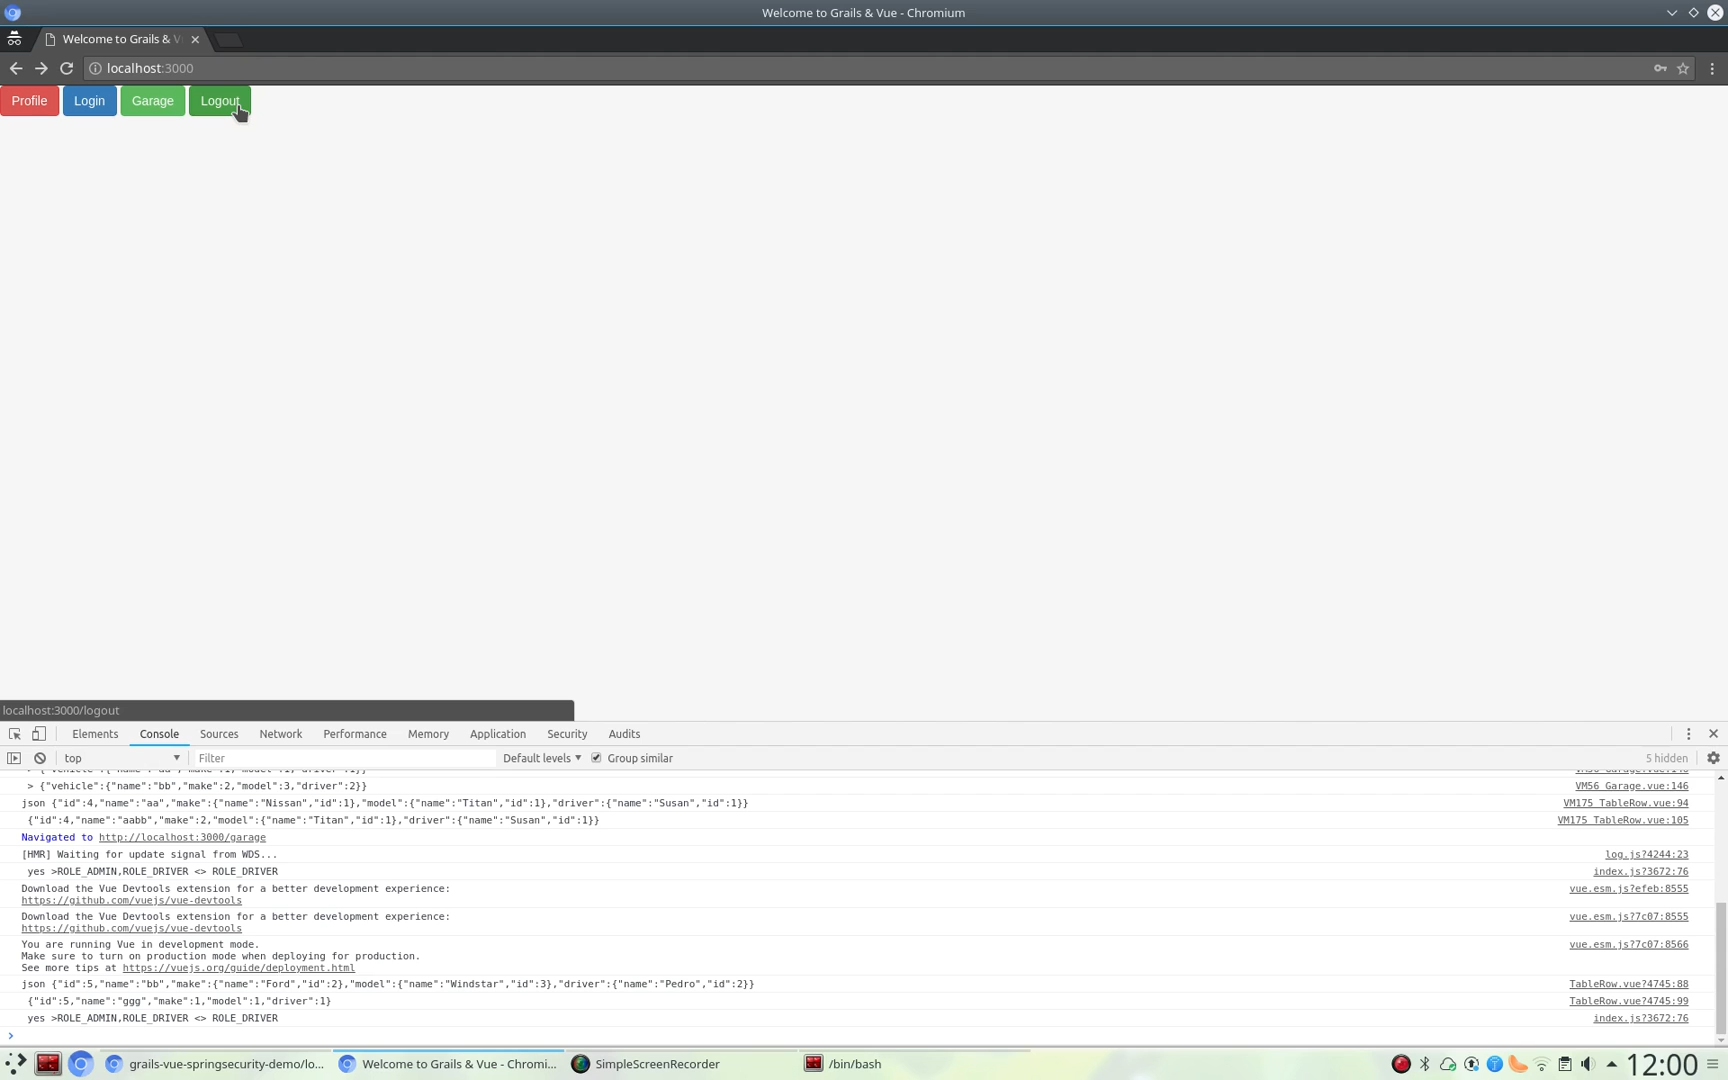 Welcome to Grails & Vue - Chromium
Welcome to Grails & V
localhost:3000
Profile Login Garage Logout
localhost:3000/logout
Elements Console Sources Network Performance Memory Application Security Audits
top Filter Default levels Group similar 5 hidden
> {"vehicle":{"name":"bb","make":2,"model":3,"driver":2}} VM56 Garage.vue:146
json {"id":4,"name":"aa","make":{"name":"Nissan","id":1},"model":{"name":"Titan","id":1},"driver":{"name":"Susan","id":1}} VM175 TableRow.vue:94
{"id":4,"name":"aabb","make":2,"model":{"name":"Titan","id":1},"driver":{"name":"Susan","id":1}} VM175 TableRow.vue:105
Navigated to http://localhost:3000/garage
[HMR] Waiting for update signal from WDS... log.js?4244:23
yes >ROLE_ADMIN,ROLE_DRIVER <> ROLE_DRIVER index.js?3672:76
Download the Vue Devtools extension for a better development experience: vue.esm.js?efeb:8555
https://github.com/vuejs/vue-devtools
Download the Vue Devtools extension for a better development experience: vue.esm.js?7c07:8555
https://github.com/vuejs/vue-devtools
You are running Vue in development mode. vue.esm.js?7c07:8566
Make sure to turn on production mode when deploying for production.
See more tips at https://vuejs.org/guide/deployment.html
json {"id":5,"name":"bb","make":{"name":"Ford","id":2},"model":{"name":"Windstar","id":3},"driver":{"name":"Pedro","id":2}} TableRow.vue?4745:88
{"id":5,"name":"ggg","make":1,"model":1,"driver":1} TableRow.vue?4745:99
yes >ROLE_ADMIN,ROLE_DRIVER <> ROLE_DRIVER index.js?3672:76
>
grails-vue-springsecurity-demo/lo... Welcome to Grails & Vue - Chromi... SimpleScreenRecorder /bin/bash 12:00